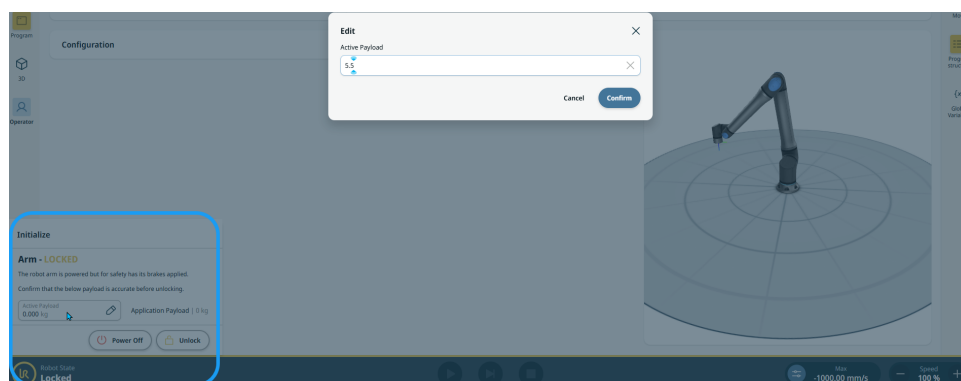 Edit
Active Payload
5.5
Cancel
Confirm
Program
Configuration
3D
Operator
Initialize
Arm - LOCKED
The robot arm is powered but for safety has its brakes applied.
Confirm that the below payload is accurate before unlocking.
Active Payload
0.000 kg
Application Payload | 0 kg
Power Off
Unlock
Robot State
Locked
Max
-1000.00 mm/s
Speed
100 %